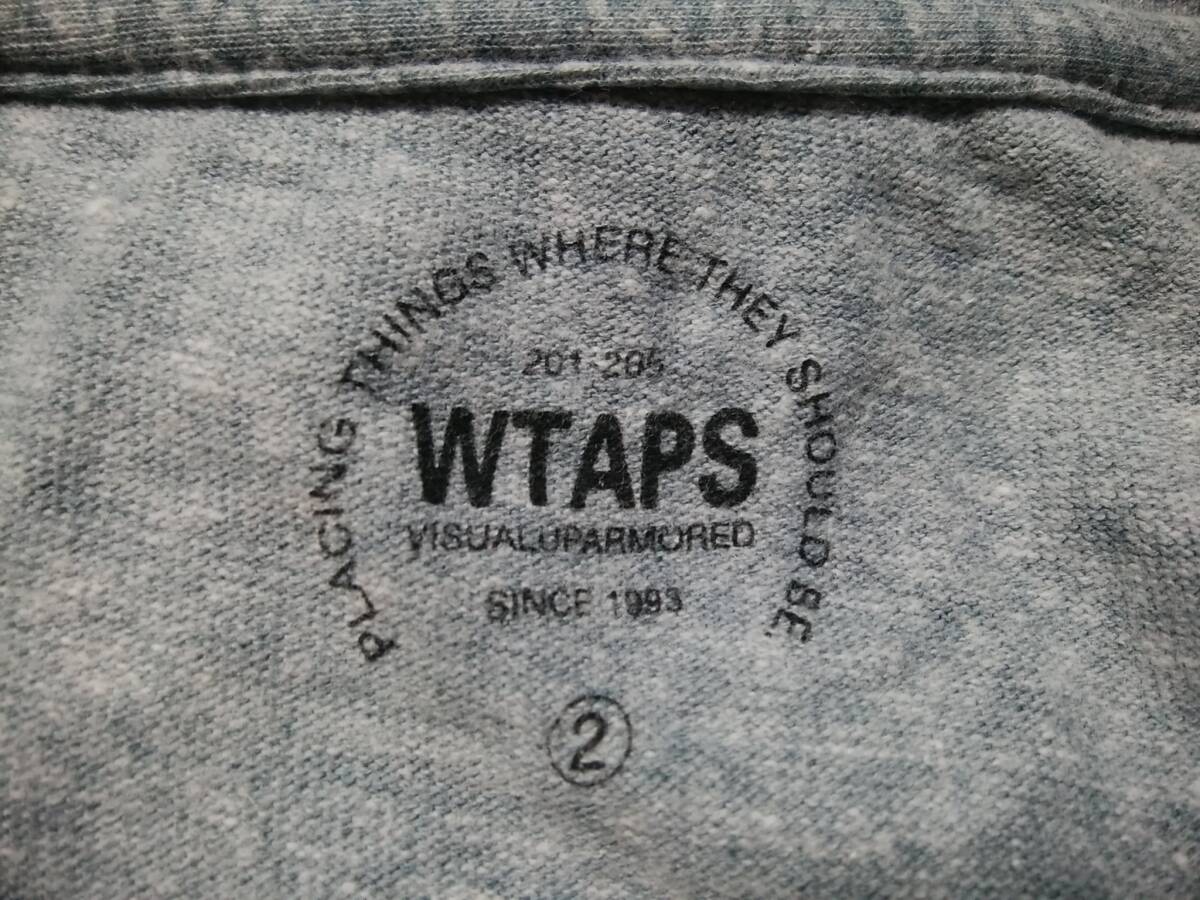 PLACING THINGS WHERE THEY SHOULD BE
201-205
WTAPS
VISUALUPARMORED
SINCE 1993
2